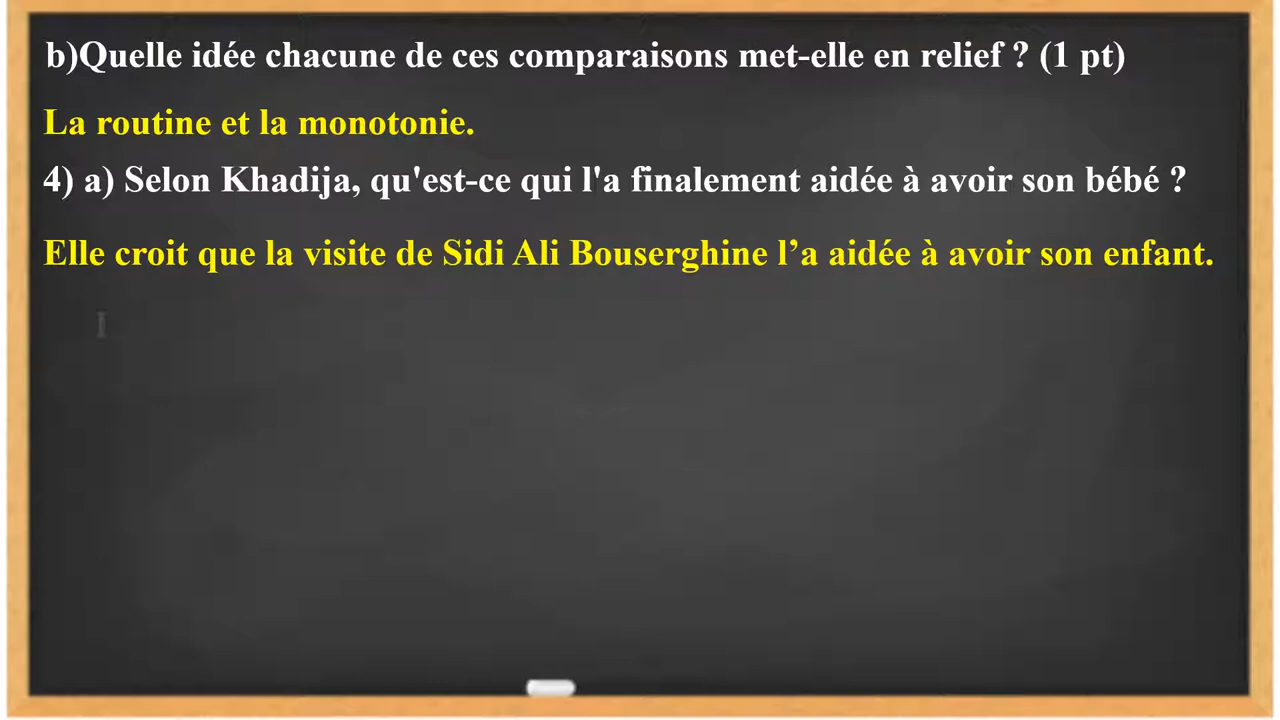 b)Quelle idée chacune de ces comparaisons met-elle en relief ? (1 pt)
La routine et la monotonie.
4) a) Selon Khadija, qu'est-ce qui l'a finalement aidée à avoir son bébé ?
Elle croit que la visite de Sidi Ali Bouserghine l’a aidée à avoir son enfant.